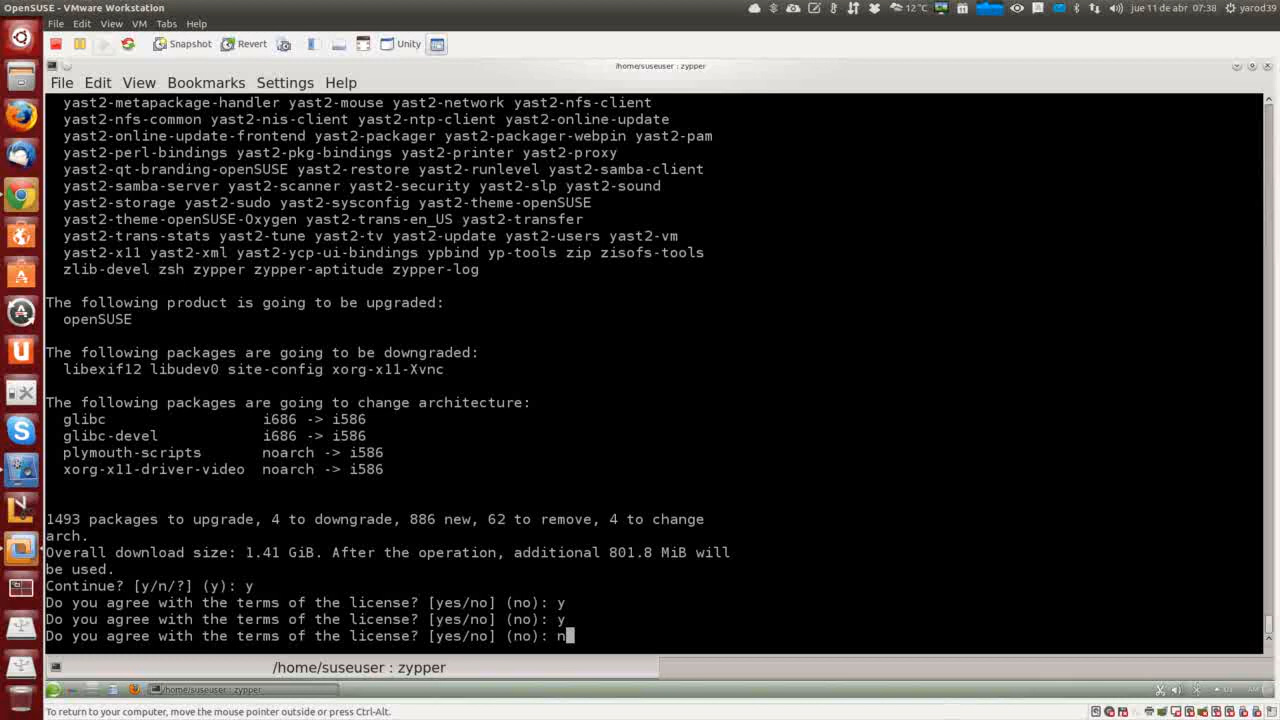 OpenSUSE - VMware Workstation
12°C
jue 11 de abr 07:38
yarod39
File Edit View VM Tabs Help
Snapshot Revert Unity
/home/suseuser : zypper
File Edit View Bookmarks Settings Help
yast2-metapackage-handler yast2-mouse yast2-network yast2-nfs-client
yast2-nfs-common yast2-nis-client yast2-ntp-client yast2-online-update
yast2-online-update-frontend yast2-packager yast2-packager-webpin yast2-pam
yast2-perl-bindings yast2-pkg-bindings yast2-printer yast2-proxy
yast2-qt-branding-openSUSE yast2-restore yast2-runlevel yast2-samba-client
yast2-samba-server yast2-scanner yast2-security yast2-slp yast2-sound
yast2-storage yast2-sudo yast2-sysconfig yast2-theme-openSUSE
yast2-theme-openSUSE-Oxygen yast2-trans-en_US yast2-transfer
yast2-trans-stats yast2-tune yast2-tv yast2-update yast2-users yast2-vm
yast2-x11 yast2-xml yast2-ycp-ui-bindings ypbind yp-tools zip zisofs-tools
zlib-devel zsh zypper zypper-aptitude zypper-log
The following product is going to be upgraded:
openSUSE
The following packages are going to be downgraded:
libexif12 libudev0 site-config xorg-x11-Xvnc
The following packages are going to change architecture:
glibc i686 -> i586
glibc-devel i686 -> i586
plymouth-scripts noarch -> i586
xorg-x11-driver-video noarch -> i586
1493 packages to upgrade, 4 to downgrade, 886 new, 62 to remove, 4 to change
arch.
Overall download size: 1.41 GiB. After the operation, additional 801.8 MiB will
be used.
Continue? [y/n/?] (y): y
Do you agree with the terms of the license? [yes/no] (no): y
Do you agree with the terms of the license? [yes/no] (no): y
Do you agree with the terms of the license? [yes/no] (no): n
/home/suseuser : zypper
/home/suseuser : zypper
To return to your computer, move the mouse pointer outside or press Ctrl-Alt.